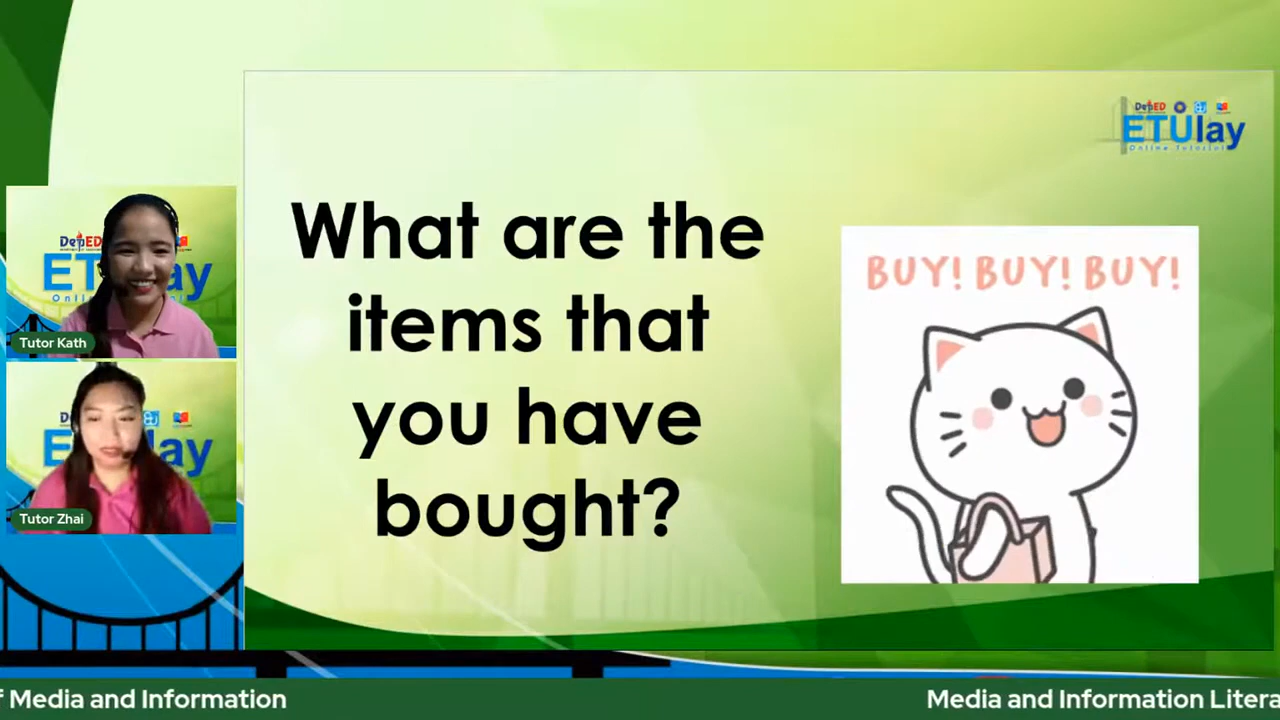 DepED
ETUlay
Online Tutorial
What are the
items that
you have
bought?
BUY! BUY! BUY!
DepED
Tutor Kath
Tutor Zhai
f Media and Information
Media and Information Litera